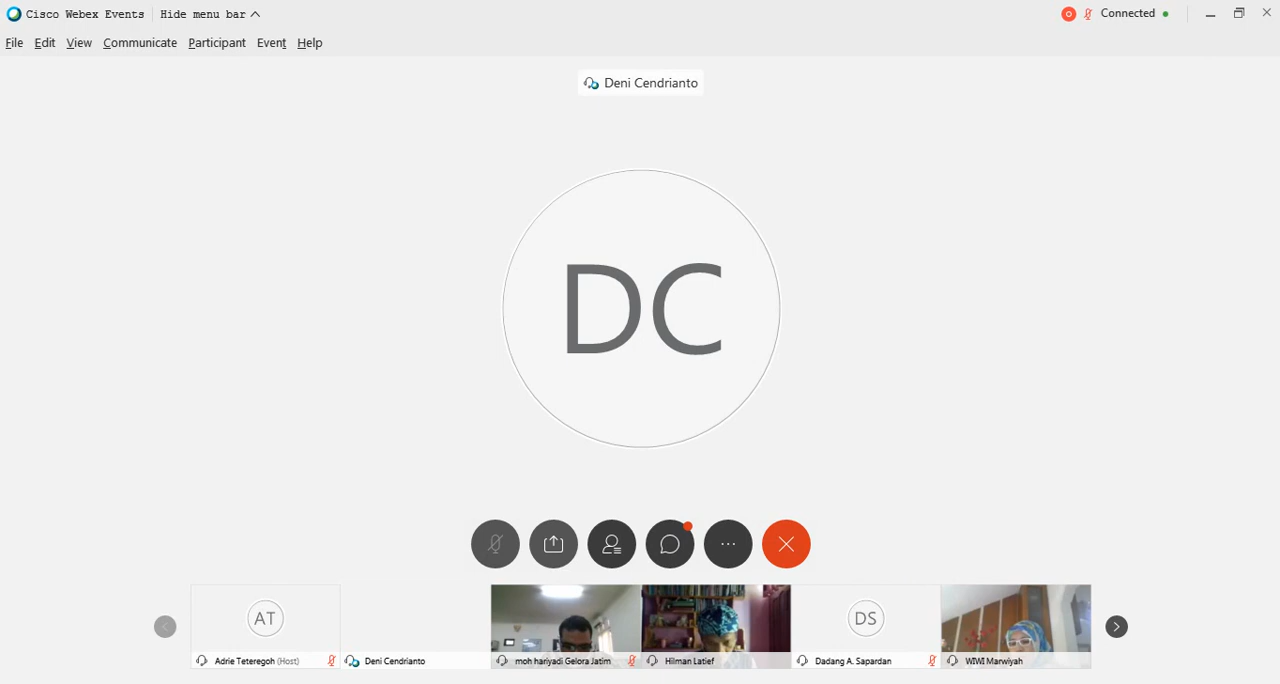 Cisco Webex Events Hide menu bar Connected
File Edit View Communicate Participant Event Help
Deni Cendrianto
DC
AT
DS
Adrie Teteregoh (Host)
Deni Cendrianto
moh hariyadi Gelora Jatim
Hilman Latief
Dadang A. Sapardan
WIWI Marwiyah